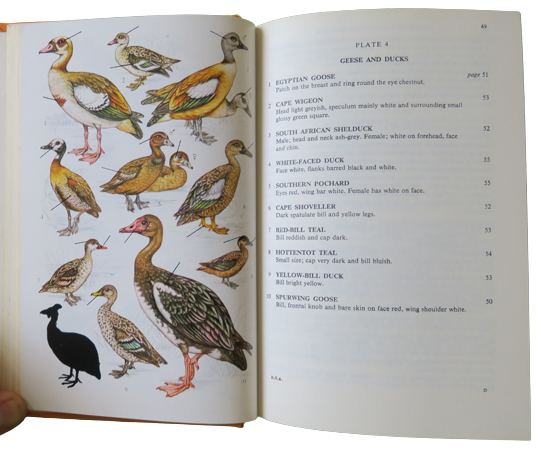 49
PLATE 4
GEESE AND DUCKS
1 EGYPTIAN GOOSE page 51
Patch on the breast and ring round the eye chestnut.
2 CAPE WIGEON 53
Head light greyish, speculum mainly white and surrounding small
glossy green square.
3 SOUTH AFRICAN SHELDUCK 52
Male; head and neck ash-grey. Female; white on forehead, face
and chin.
4 WHITE-FACED DUCK 55
Face white, flanks barred black and white.
5 SOUTHERN POCHARD 55
Eyes red, wing bar white. Female has white on face.
6 CAPE SHOVELLER 52
Dark spatulate bill and yellow legs.
7 RED-BILL TEAL 53
Bill reddish and cap dark.
8 HOTTENTOT TEAL 54
Small size; cap very dark and bill bluish.
9 YELLOW-BILL DUCK 53
Bill bright yellow.
10 SPURWING GOOSE 50
Bill, frontal knob and bare skin on face red, wing shoulder white.
D